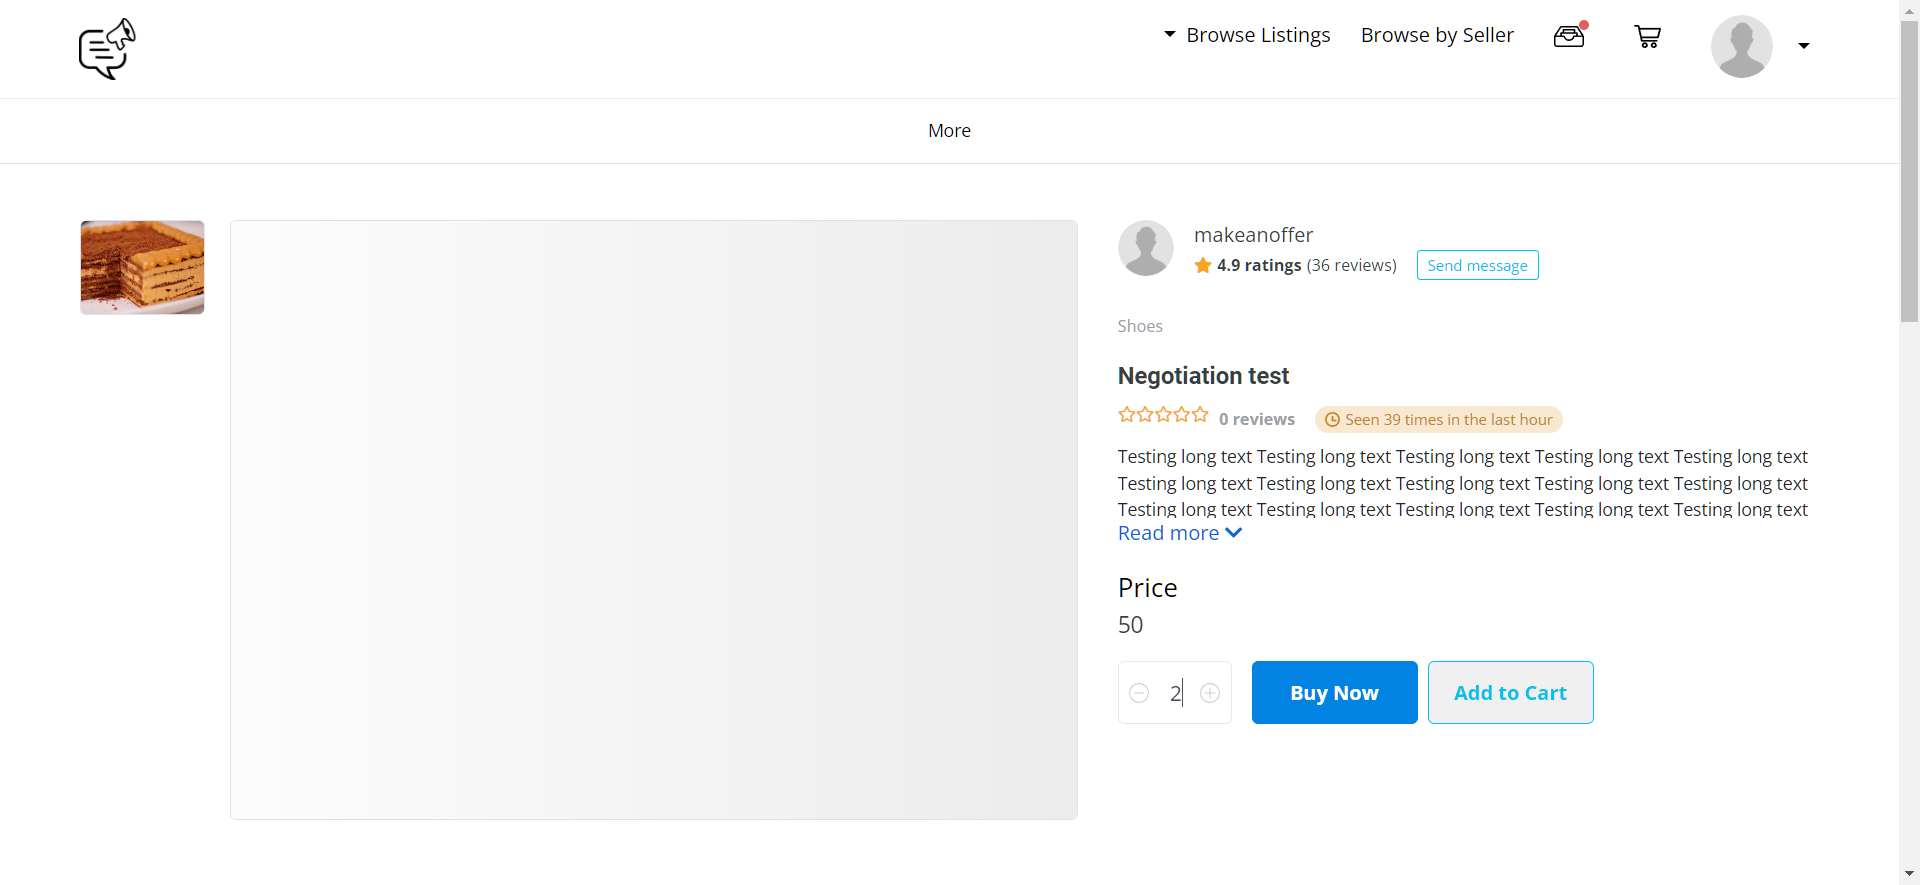 Browse Listings
Browse by Seller
More
makeanoffer
4.9 ratings (36 reviews)
Send message
Shoes
Negotiation test
0 reviews
Seen 39 times in the last hour
Testing long text Testing long text Testing long text Testing long text Testing long text
Testing long text Testing long text Testing long text Testing long text Testing long text
Testing long text Testing long text Testing long text Testing long text Testing long text
Read more
Price
50
2
Buy Now
Add to Cart